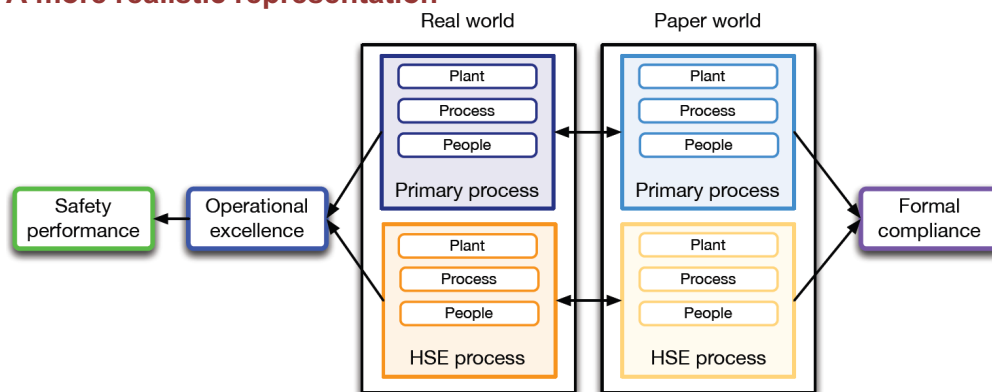 A more realistic representation
Real world
Paper world
Plant
Process
People
Primary process
Plant
Process
People
Primary process
Safety
performance
Operational
excellence
Formal
compliance
Plant
Process
People
HSE process
Plant
Process
People
HSE process